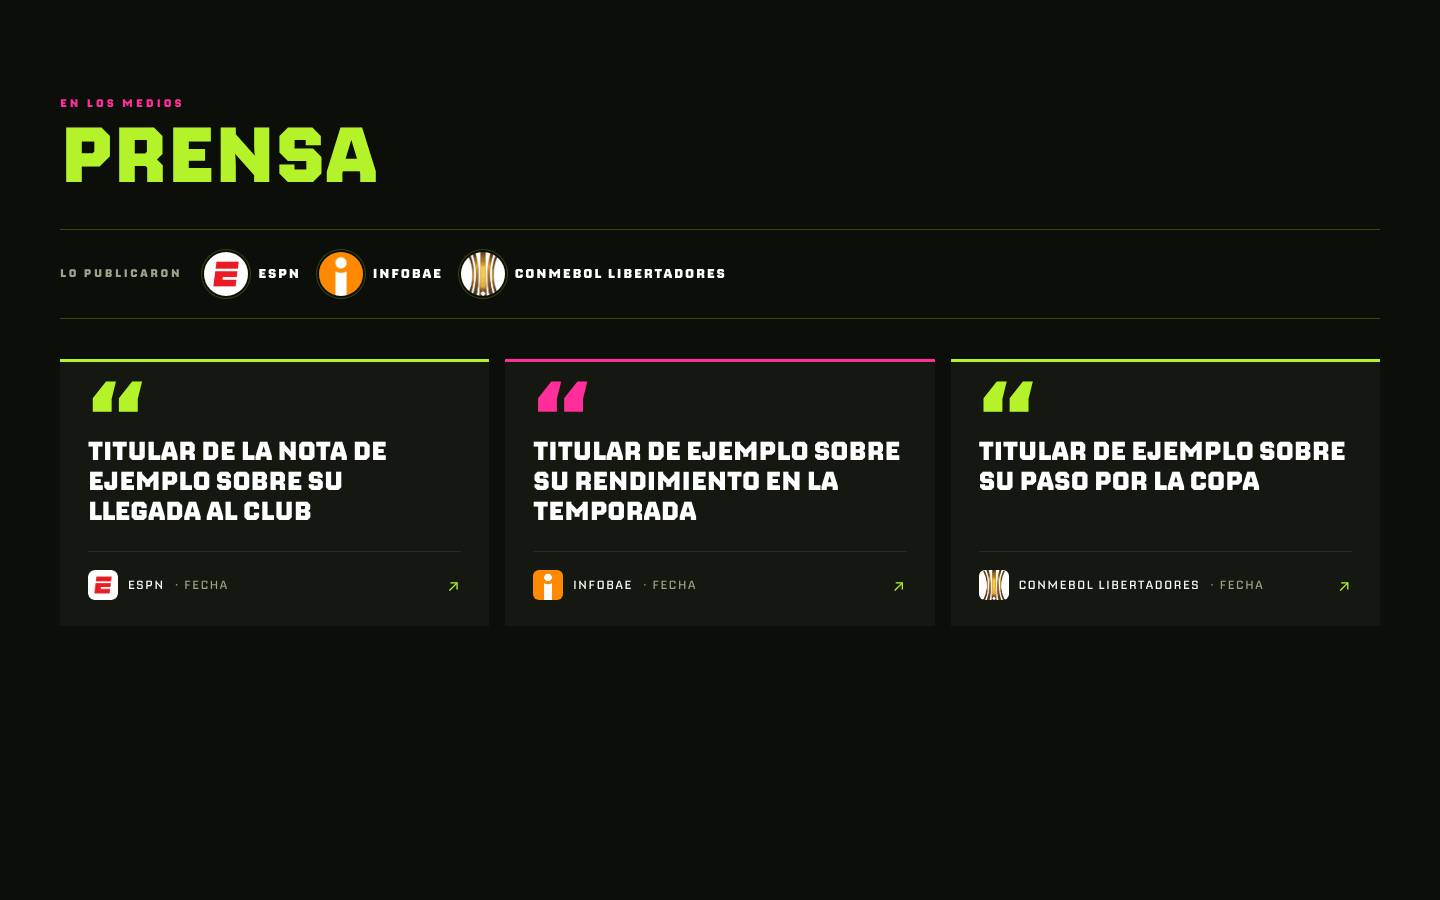 EN LOS MEDIOS
PRENSA
LO PUBLICARON ESPN INFOBAE CONMEBOL LIBERTADORES
“
TITULAR DE LA NOTA DE
EJEMPLO SOBRE SU
LLEGADA AL CLUB
ESPN · FECHA
“
TITULAR DE EJEMPLO SOBRE
SU RENDIMIENTO EN LA
TEMPORADA
INFOBAE · FECHA
“
TITULAR DE EJEMPLO SOBRE
SU PASO POR LA COPA
CONMEBOL LIBERTADORES · FECHA